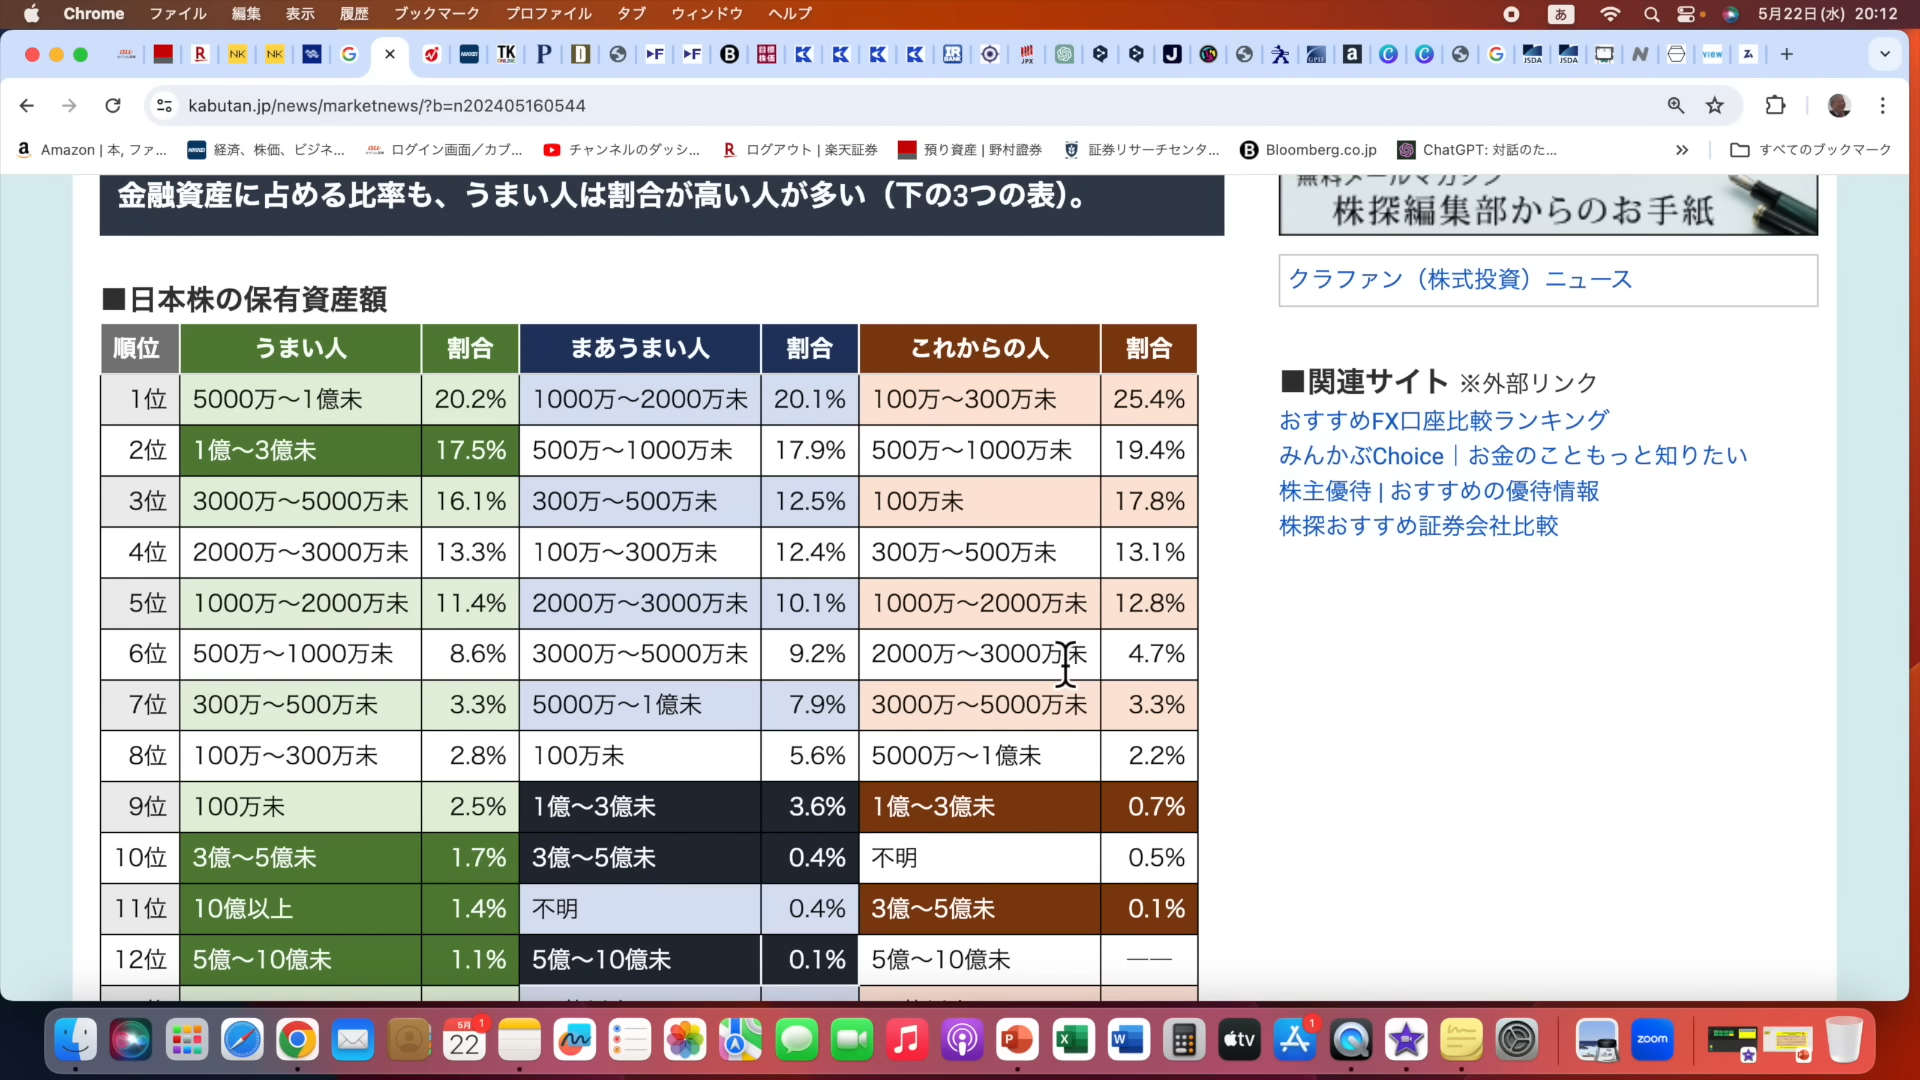 Chrome ファイル 編集 表示 履歴 ブックマーク プロファイル タブ ウィンドウ ヘルプ あ 5月22日(水) 20:12
kabutan.jp/news/marketnews/?b=n202405160544
Amazon | 本, ファ... 経済、株価、ビジネ... ログイン画面／カブ... チャンネルのダッシ... ログアウト | 楽天証券 預り資産 | 野村證券 証券リサーチセンタ... Bloomberg.co.jp ChatGPT: 対話のた... » すべてのブックマーク
金融資産に占める比率も、うまい人は割合が高い人が多い（下の3つの表）。
■日本株の保有資産額
順位 うまい人 割合 まあうまい人 割合 これからの人 割合
1位 5000万～1億未 20.2% 1000万～2000万未 20.1% 100万～300万未 25.4%
2位 1億～3億未 17.5% 500万～1000万未 17.9% 500万～1000万未 19.4%
3位 3000万～5000万未 16.1% 300万～500万未 12.5% 100万未 17.8%
4位 2000万～3000万未 13.3% 100万～300万未 12.4% 300万～500万未 13.1%
5位 1000万～2000万未 11.4% 2000万～3000万未 10.1% 1000万～2000万未 12.8%
6位 500万～1000万未 8.6% 3000万～5000万未 9.2% 2000万～3000万未 4.7%
7位 300万～500万未 3.3% 5000万～1億未 7.9% 3000万～5000万未 3.3%
8位 100万～300万未 2.8% 100万未 5.6% 5000万～1億未 2.2%
9位 100万未 2.5% 1億～3億未 3.6% 1億～3億未 0.7%
10位 3億～5億未 1.7% 3億～5億未 0.4% 不明 0.5%
11位 10億以上 1.4% 不明 0.4% 3億～5億未 0.1%
12位 5億～10億未 1.1% 5億～10億未 0.1% 5億～10億未 ――
無料メールマガジン
株探編集部からのお手紙
クラファン（株式投資）ニュース
■関連サイト ※外部リンク
おすすめFX口座比較ランキング
みんかぶChoice｜お金のこともっと知りたい
株主優待 | おすすめの優待情報
株探おすすめ証券会社比較
5月 22 1 tv 1 zoom